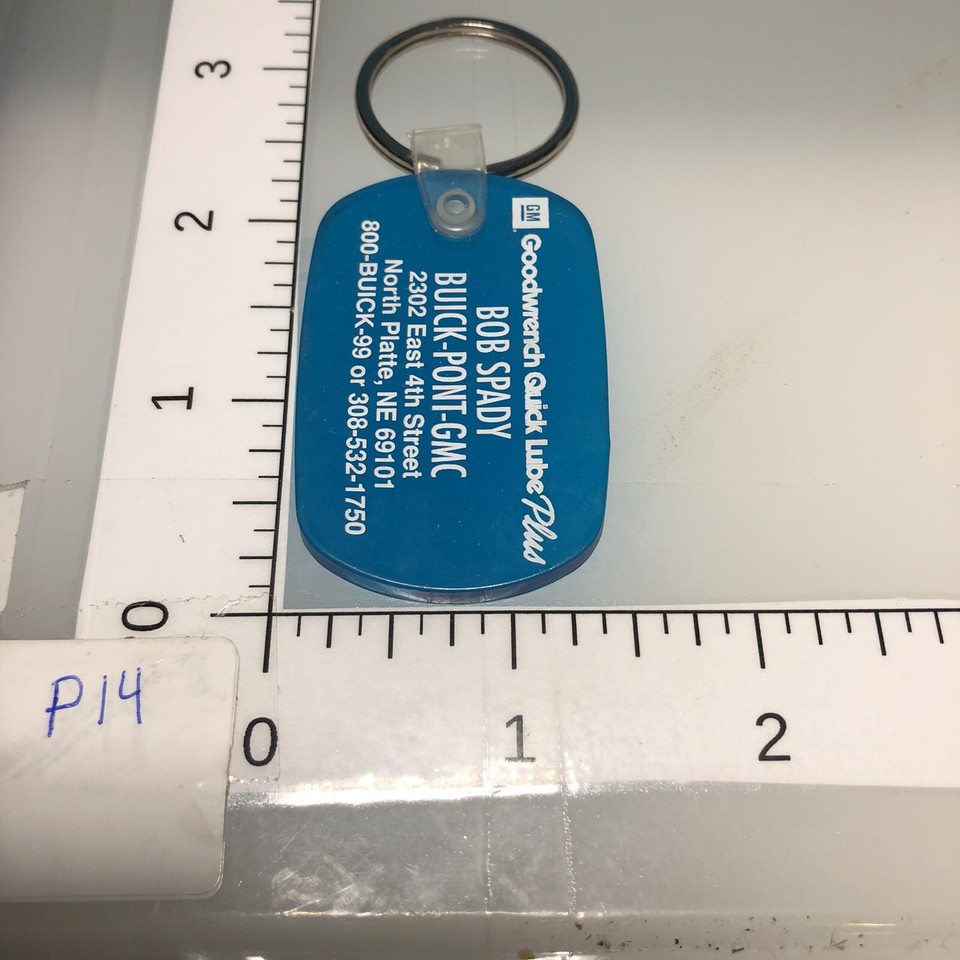 GM
Goodwrench Quick Lube Plus
BOB SPADY
BUICK-PONT-GMC
2302 East 4th Street
North Platte, NE 69101
800-BUICK-99 or 308-532-1750
3
2
1
0
P14
0 1 2